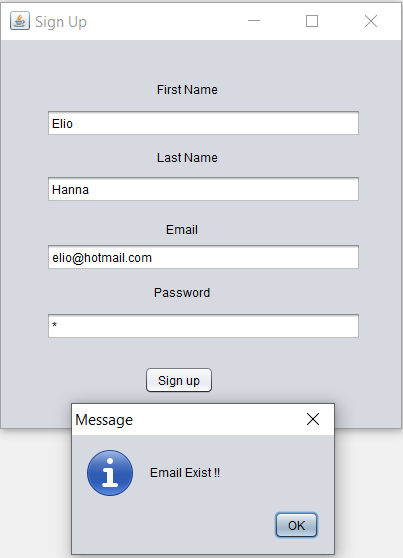 Sign Up
First Name
Elio
Last Name
Hanna
Email
elio@hotmail.com
Password
*
Sign up
Message
Email Exist !!
OK